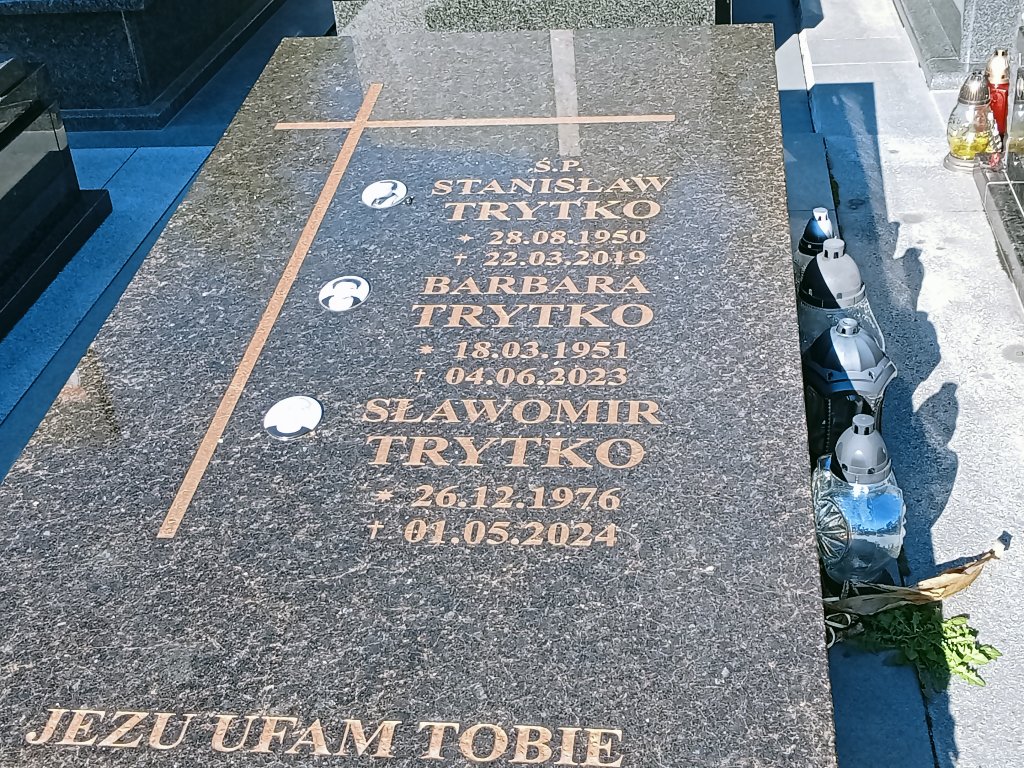 Ś.P.
STANISŁAW
TRYTKO
* 28.08.1950
† 22.03.2019
BARBARA
TRYTKO
* 18.03.1951
† 04.06.2023
SŁAWOMIR
TRYTKO
* 26.12.1976
† 01.05.2024
JEZU UFAM TOBIE